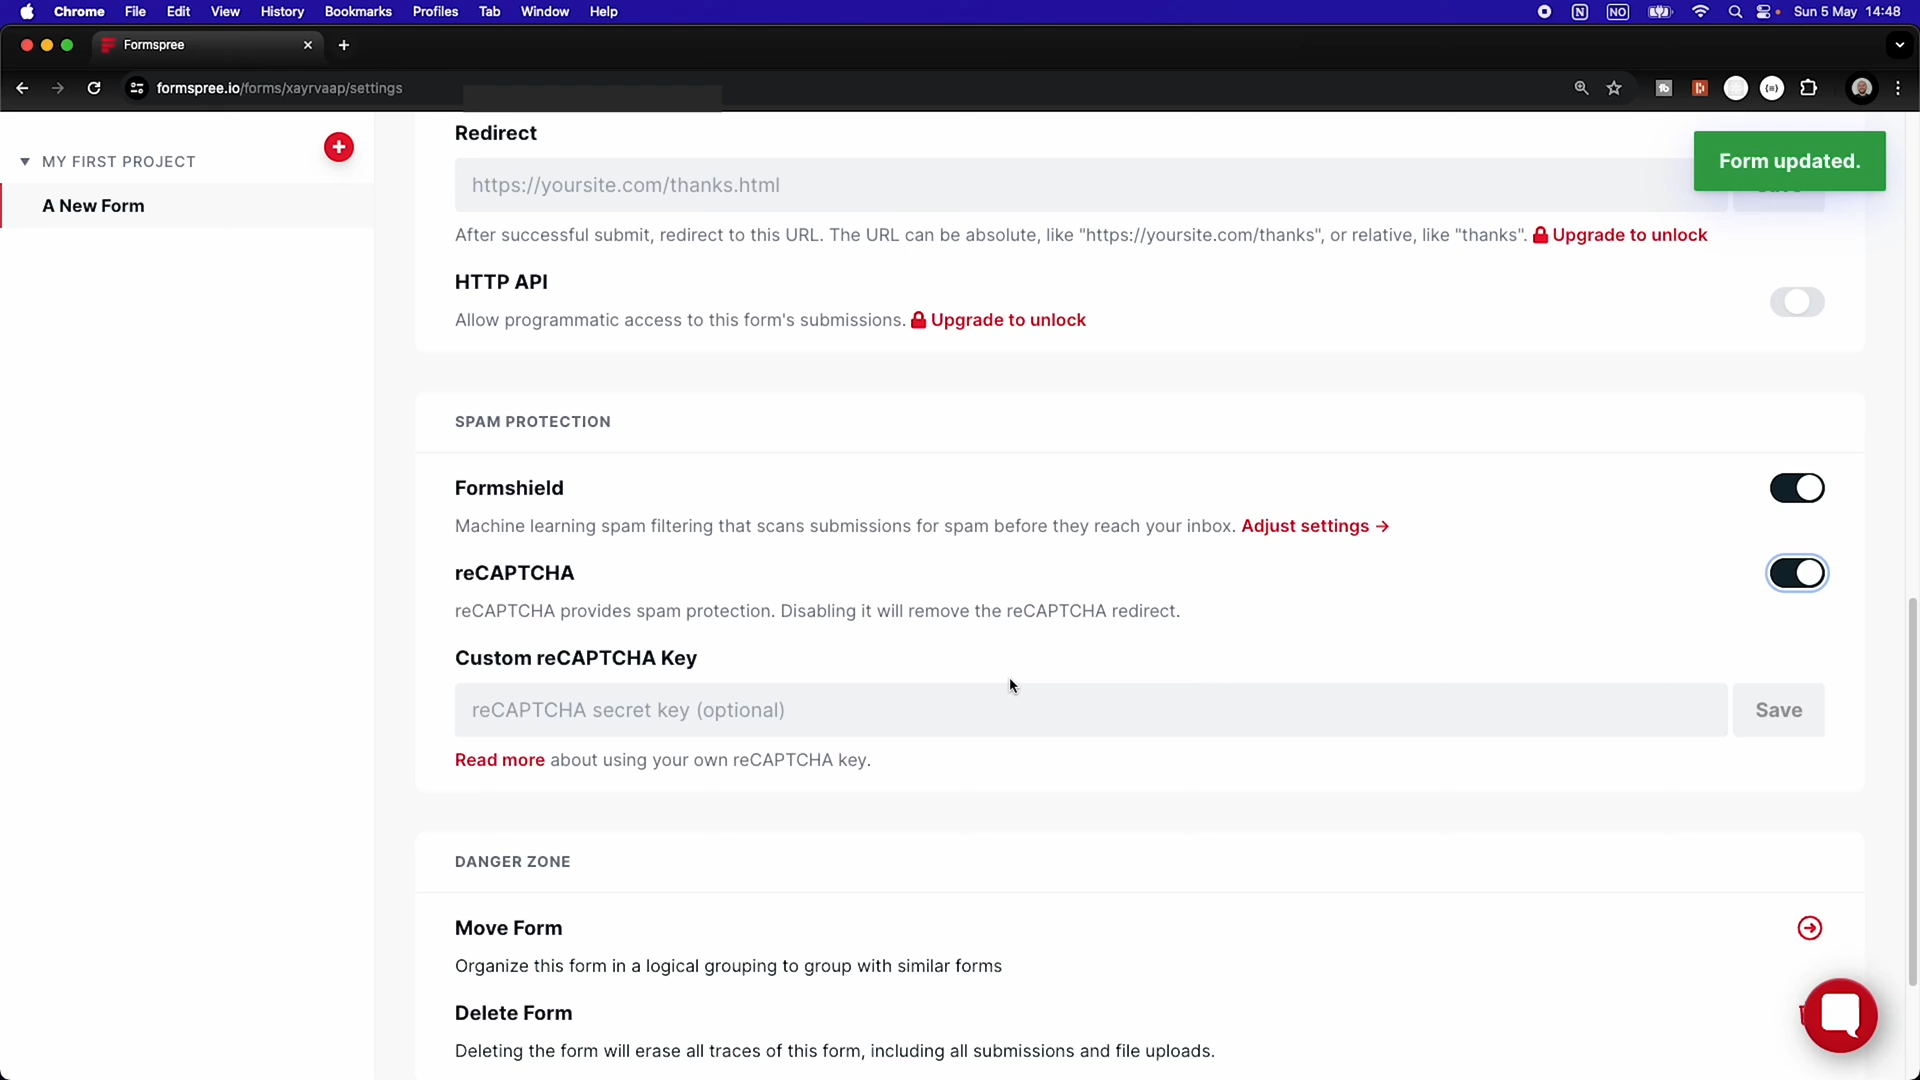 Chrome File Edit View History Bookmarks Profiles Tab Window Help NO Sun 5 May 14:48
Formspree
formspree.io/forms/xayrvaap/settings
MY FIRST PROJECT
A New Form
Redirect
Form updated.
https://yoursite.com/thanks.html
After successful submit, redirect to this URL. The URL can be absolute, like "https://yoursite.com/thanks", or relative, like "thanks". Upgrade to unlock
HTTP API
Allow programmatic access to this form's submissions. Upgrade to unlock
SPAM PROTECTION
Formshield
Machine learning spam filtering that scans submissions for spam before they reach your inbox. Adjust settings →
reCAPTCHA
reCAPTCHA provides spam protection. Disabling it will remove the reCAPTCHA redirect.
Custom reCAPTCHA Key
reCAPTCHA secret key (optional) Save
Read more about using your own reCAPTCHA key.
DANGER ZONE
Move Form
Organize this form in a logical grouping to group with similar forms
Delete Form
Deleting the form will erase all traces of this form, including all submissions and file uploads.